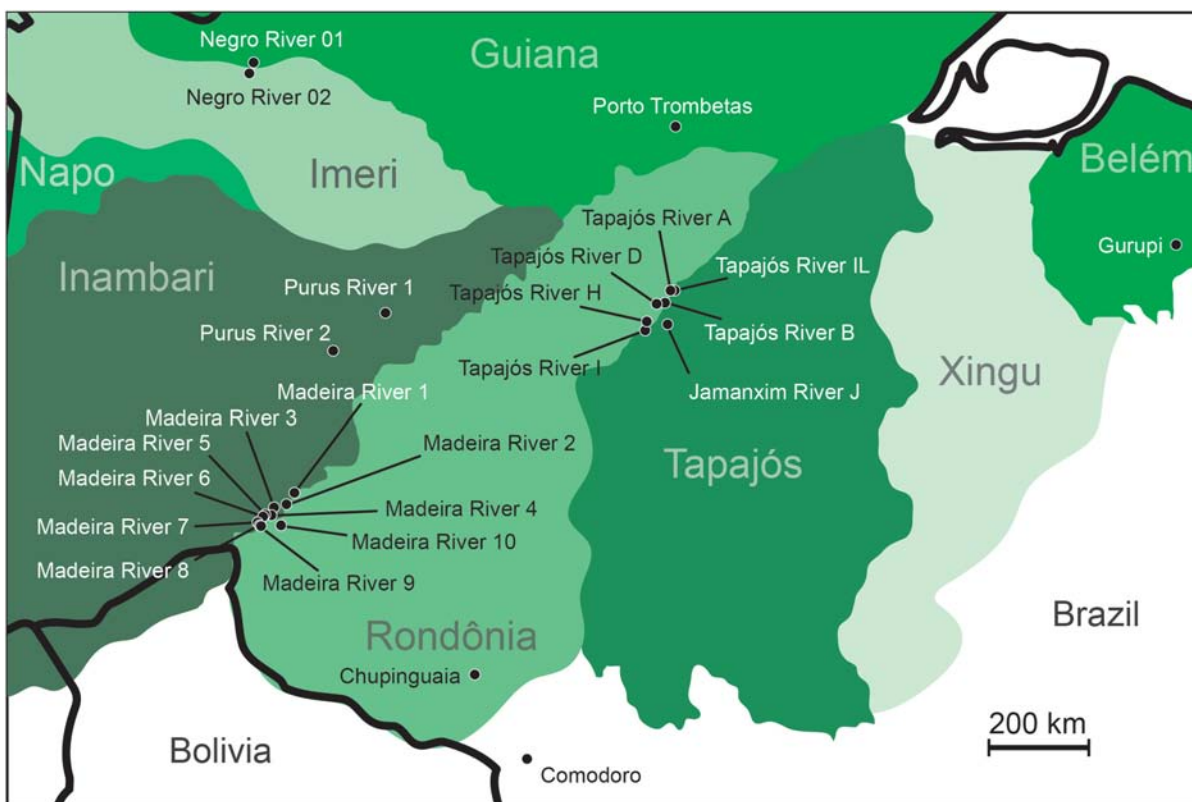 Negro River 01
Guiana
Negro River 02
Porto Trombetas
Napo
Imeri
Belém
Tapajós River A
Gurupi
Tapajós River D
Tapajós River IL
Inambari
Purus River 1
Tapajós River H
Purus River 2
Tapajós River B
Tapajós River I
Xingu
Madeira River 1
Jamanxim River J
Madeira River 3
Madeira River 5
Madeira River 2
Tapajós
Madeira River 6
Madeira River 4
Madeira River 7
Madeira River 10
Madeira River 8
Madeira River 9
Brazil
Rondônia
Chupinguaia
200 km
Bolivia
Comodoro